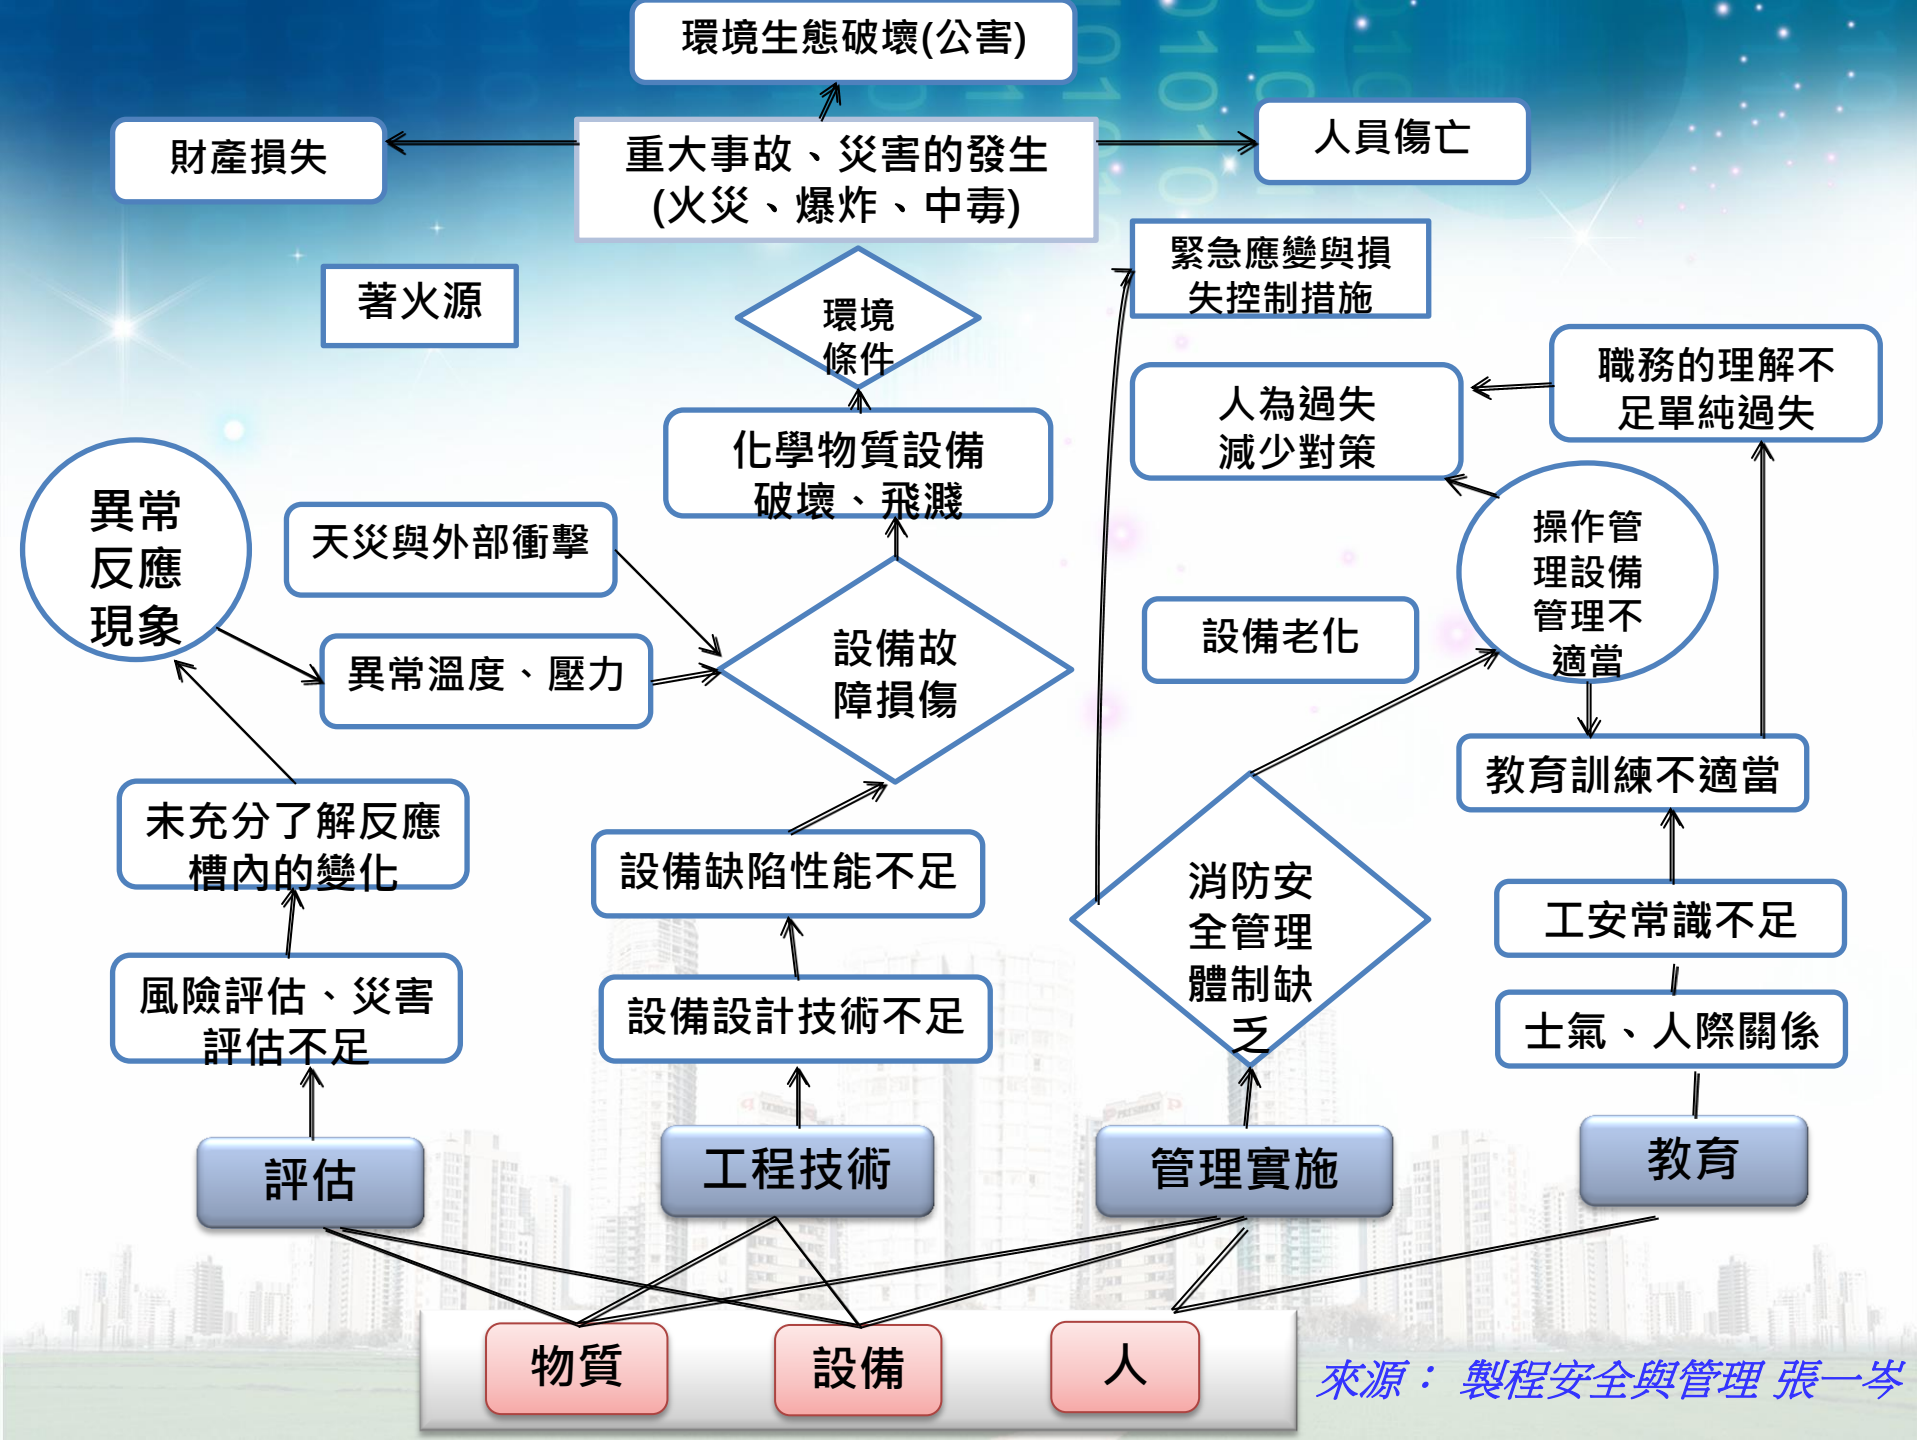 環境生態破壞(公害)
財產損失
重大事故、災害的發生
(火災、爆炸、中毒)
人員傷亡
著火源
環境
條件
緊急應變與損
失控制措施
職務的理解不
足單純過失
人為過失
減少對策
化學物質設備
破壞、飛濺
異常
反應
現象
天災與外部衝擊
異常溫度、壓力
設備故
障損傷
設備老化
操作管
理設備
管理不
適當
教育訓練不適當
未充分了解反應
槽內的變化
設備缺陷性能不足
消防安
全管理
體制缺
乏
工安常識不足
風險評估、災害
評估不足
設備設計技術不足
士氣、人際關係
評估
工程技術
管理實施
教育
物質
設備
人
來源： 製程安全與管理 張一岑